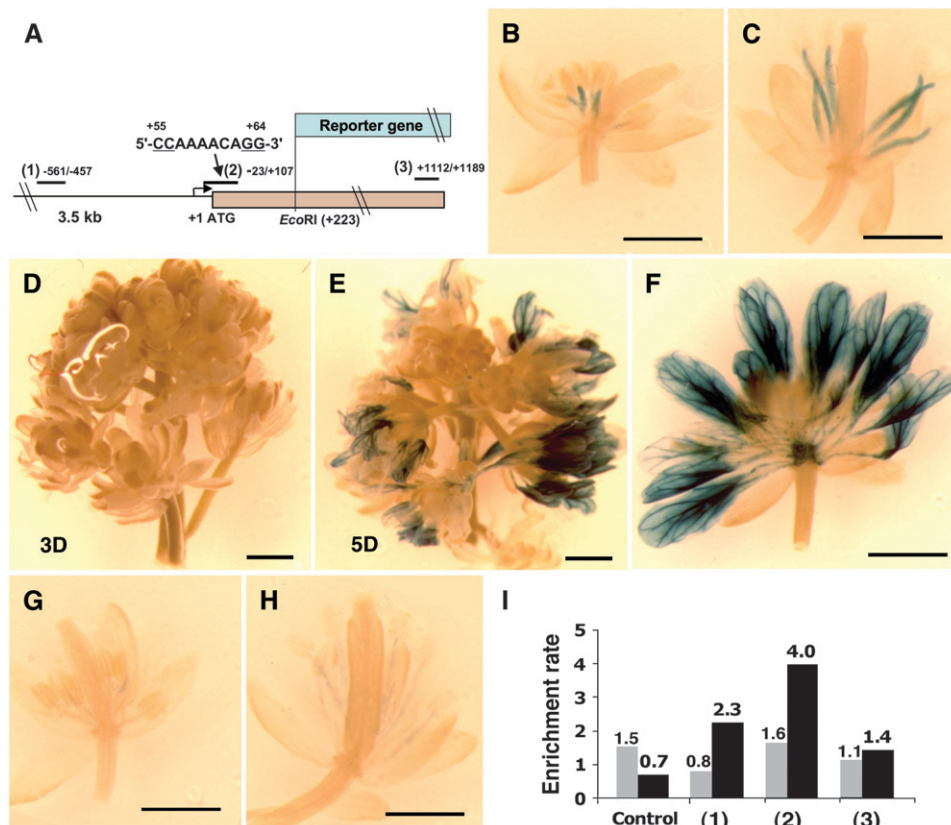 A
B
C
+55 +64
5'-CCAAAACAGG-3'
Reporter gene
(1) -561/-457
(2) -23/+107
(3) +1112/+1189
3.5 kb
+1 ATG
EcoRI (+223)
D
E
F
3D
5D
G
H
I
Enrichment rate
5
4
3
2
1
0
1.5
0.7
0.8
2.3
1.6
4.0
1.1
1.4
Control (1) (2) (3)